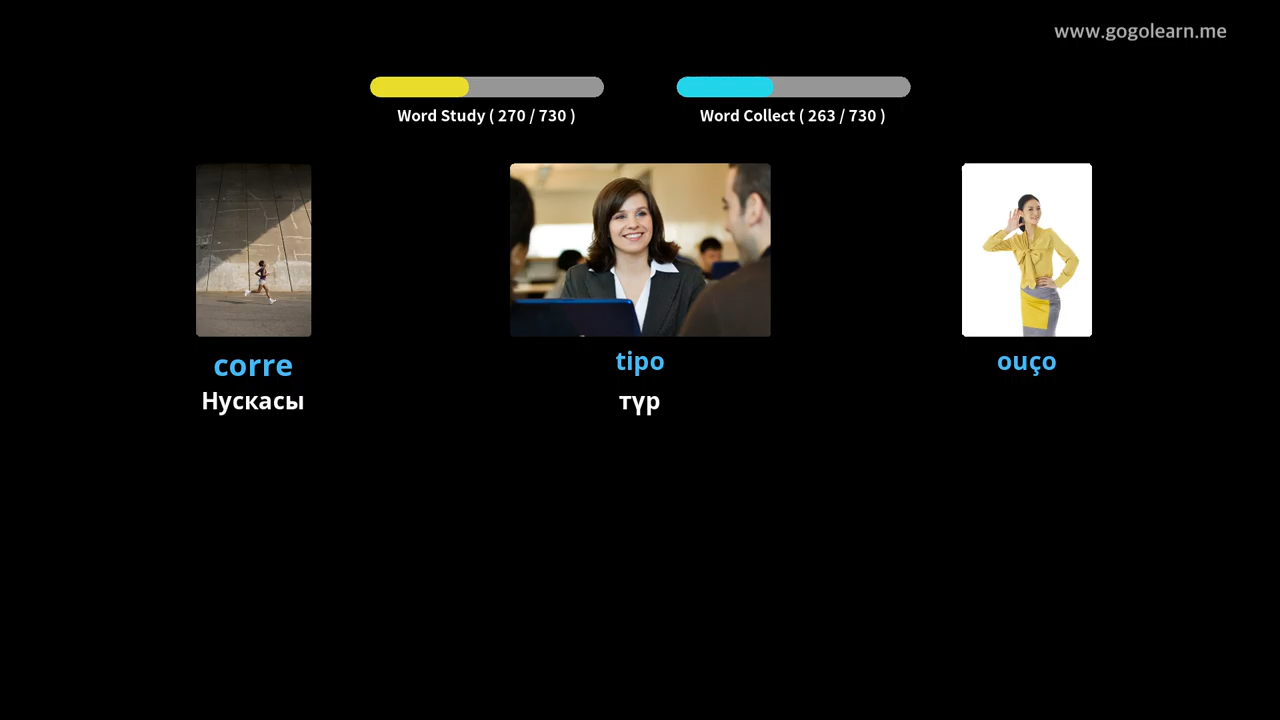 www.gogolearn.me
Word Study ( 270 / 730 )
Word Collect ( 263 / 730 )
corre
tipo
ouço
Нускасы
түр